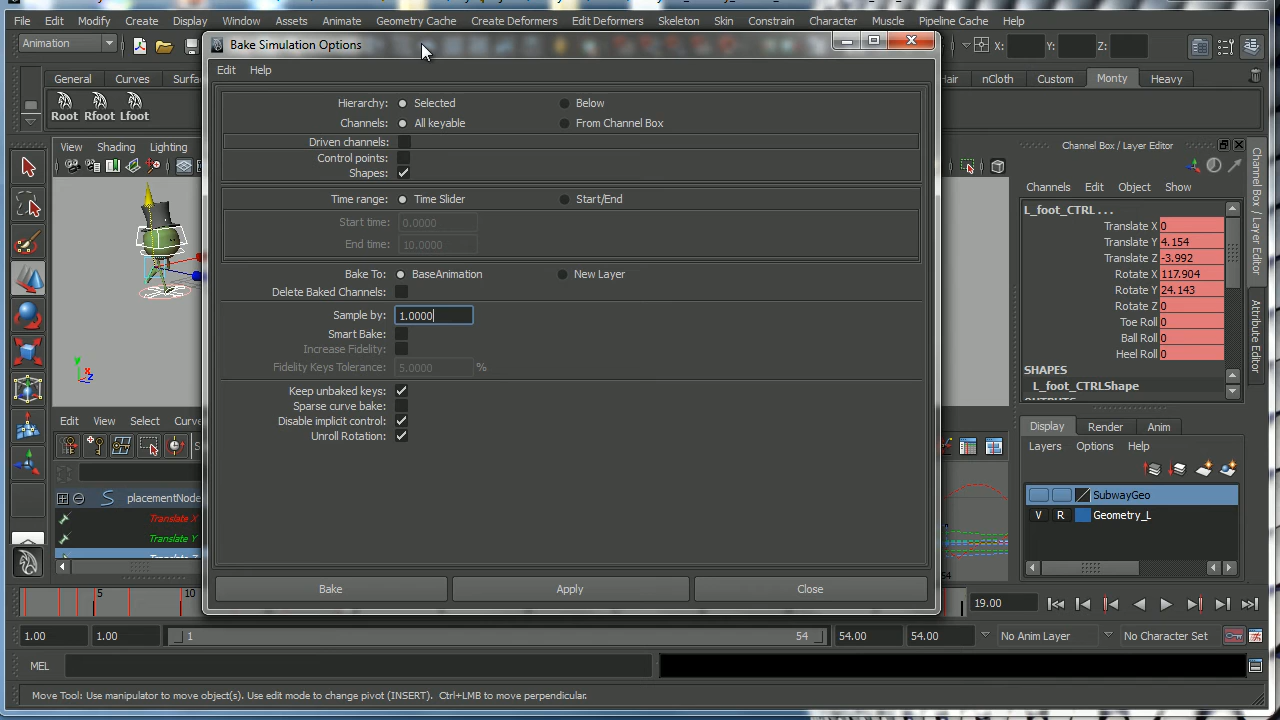 File Edit Modify Create Display Window Assets Animate Geometry Cache Create Deformers Edit Deformers Skeleton Skin Constrain Character Muscle Pipeline Cache Help
Animation
X: Y: Z:
Bake Simulation Options
Edit Help
General Curves Surfa
Hair nCloth Custom Monty Heavy
Root Rfoot Lfoot
View Shading Lighting
Hierarchy: Selected Below
Channels: All keyable From Channel Box
Driven channels:
Control points:
Shapes:
Time range: Time Slider Start/End
Start time: 0.0000
End time: 10.0000
Bake To: BaseAnimation New Layer
Delete Baked Channels:
Sample by: 1.0000
Smart Bake:
Increase Fidelity:
Fidelity Keys Tolerance: 5.0000 %
Keep unbaked keys:
Sparse curve bake:
Disable implicit control:
Unroll Rotation:
Bake Apply Close
Channel Box / Layer Editor
Channels Edit Object Show
L_foot_CTRL . . .
Translate X 0
Translate Y 4.154
Translate Z -3.992
Rotate X 117.904
Rotate Y 24.143
Rotate Z 0
Toe Roll 0
Ball Roll 0
Heel Roll 0
SHAPES
L_foot_CTRLShape
Channel Box / Layer Editor
Attribute Editor
Display Render Anim
Layers Options Help
SubwayGeo
V R Geometry_L
y
x
z
Edit View Select Curve
placementNode
Translate X
Translate Y
Translate Z
54
5 10
19.00
1.00 1.00 1 54 54.00 54.00 No Anim Layer No Character Set
MEL
Move Tool: Use manipulator to move object(s). Use edit mode to change pivot (INSERT). Ctrl+LMB to move perpendicular.